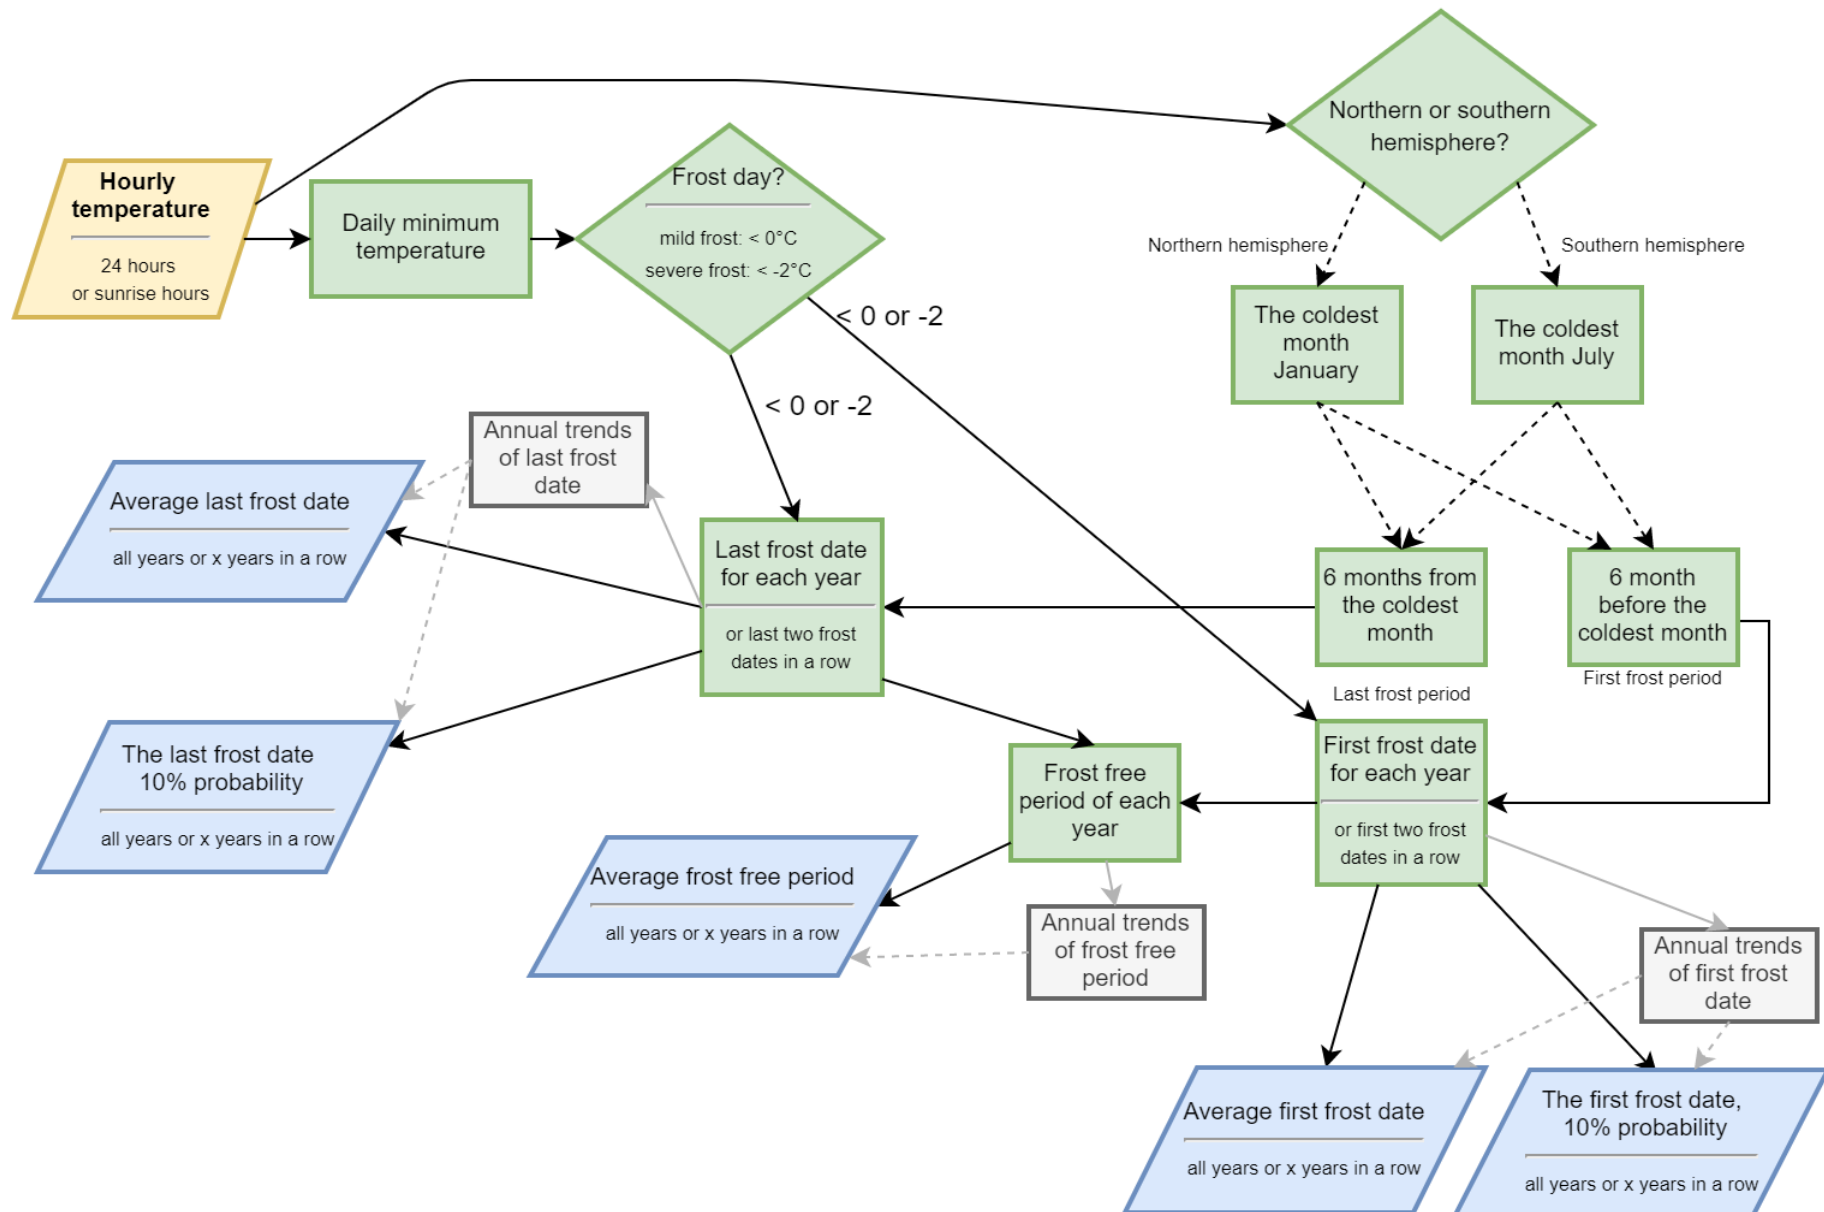 Northern or southern
hemisphere?
Hourly
temperature
24 hours
or sunrise hours
Daily minimum
temperature
Frost day?
mild frost: < 0°C
severe frost: < -2°C
Northern hemisphere
Southern hemisphere
The coldest
month
January
The coldest
month July
< 0 or -2
< 0 or -2
Annual trends
of last frost
date
Average last frost date
all years or x years in a row
Last frost date
for each year
or last two frost
dates in a row
6 months from
the coldest
month
Last frost period
6 month
before the
coldest month
First frost period
The last frost date
10% probability
all years or x years in a row
Frost free
period of each
year
First frost date
for each year
or first two frost
dates in a row
Average frost free period
all years or x years in a row
Annual trends
of frost free
period
Annual trends
of first frost
date
Average first frost date
all years or x years in a row
The first frost date,
10% probability
all years or x years in a row